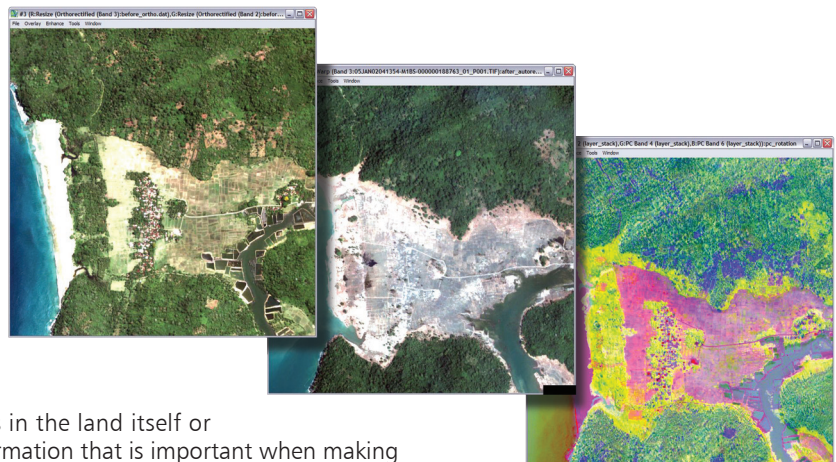 #3 (R:Resize (Orthorectified (Band 3):before_ortho.dat),G:Resize (Orthorectified (Band 2):befor...
File Overlay Enhance Tools Window
(Band 3:05JAN02041354-M1BS-000000188763_01_P001.TIF):after_autore...
Tools Window
2 (layer_stack),G:PC Band 4 (layer_stack),B:PC Band 6 (layer_stack)):pc_rotation
Tools Window
in the land itself or
rmation that is important when making